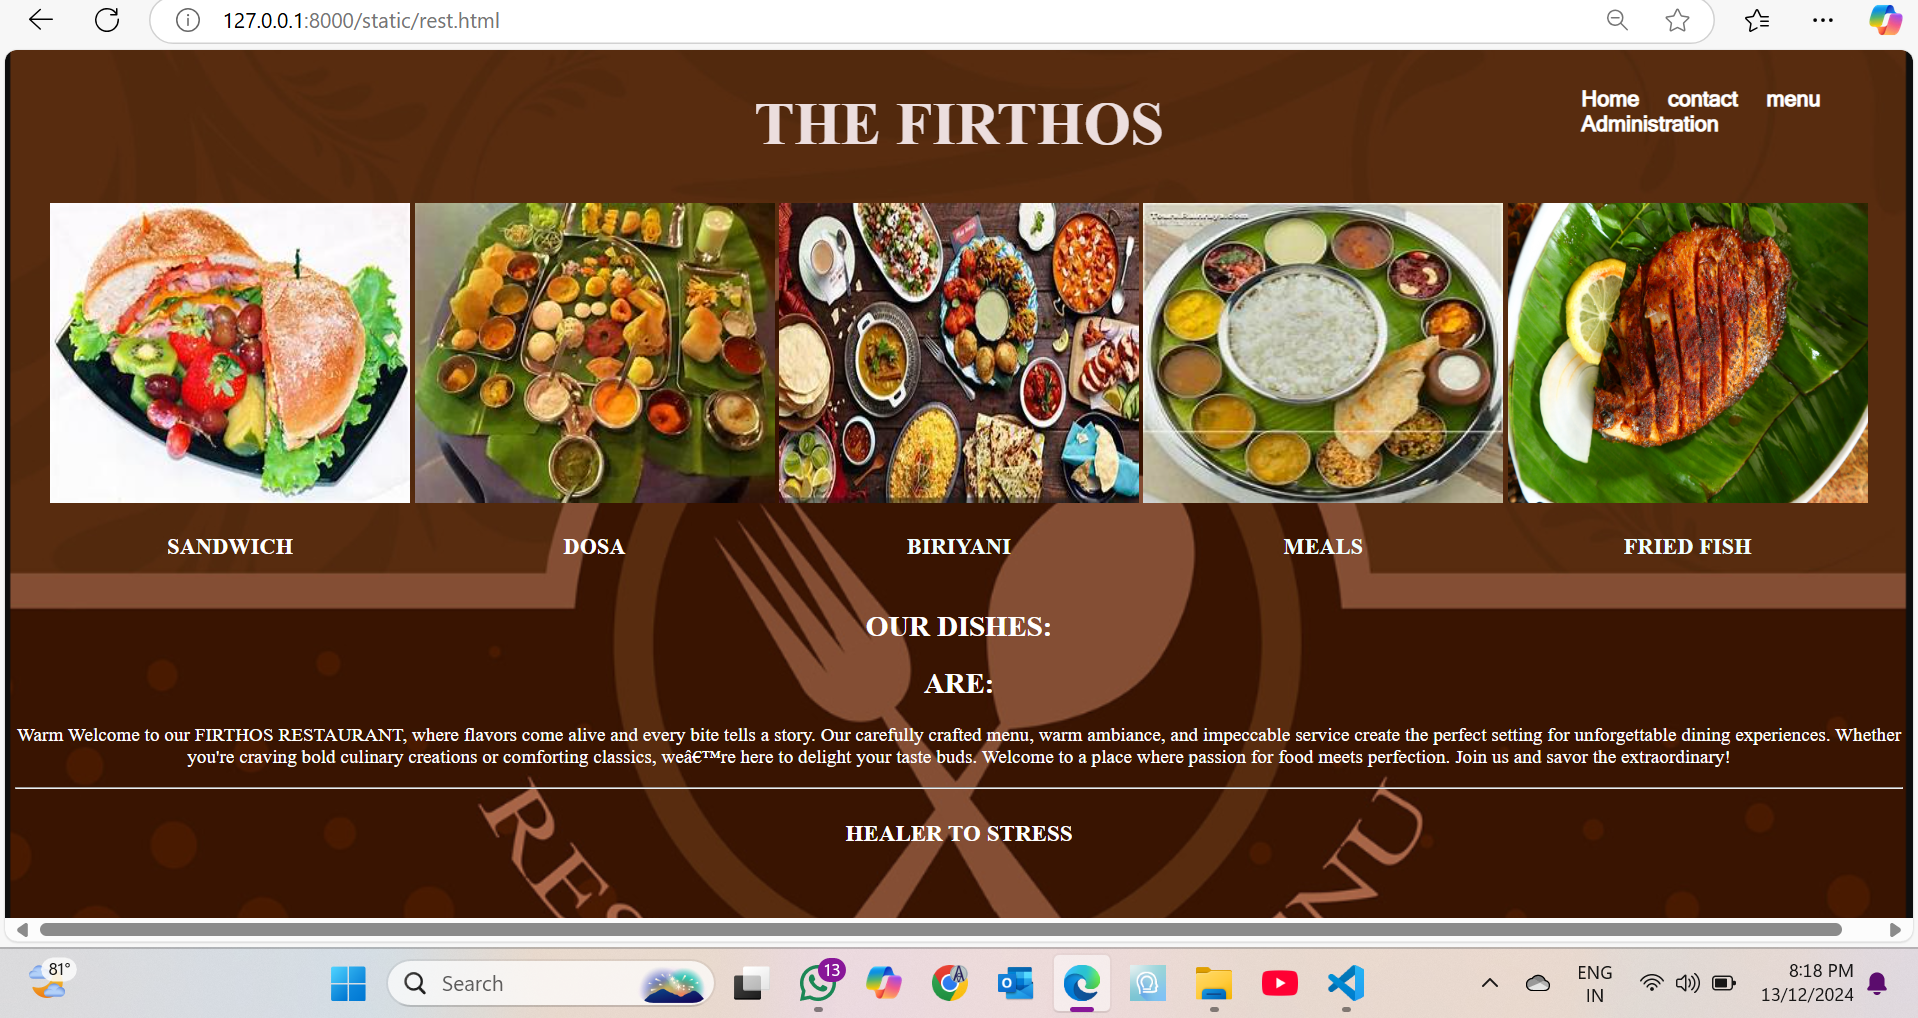 127.0.0.1:8000/static/rest.html
THE FIRTHOS
Home contact menu
Administration
SANDWICH DOSA BIRIYANI MEALS FRIED FISH
OUR DISHES:
ARE:
Warm Welcome to our FIRTHOS RESTAURANT, where flavors come alive and every bite tells a story. Our carefully crafted menu, warm ambiance, and impeccable service create the perfect setting for unforgettable dining experiences. Whether
you're craving bold culinary creations or comforting classics, weâ€™re here to delight your taste buds. Welcome to a place where passion for food meets perfection. Join us and savor the extraordinary!
HEALER TO STRESS
81°
Search
13
ENG
IN
8:18 PM
13/12/2024